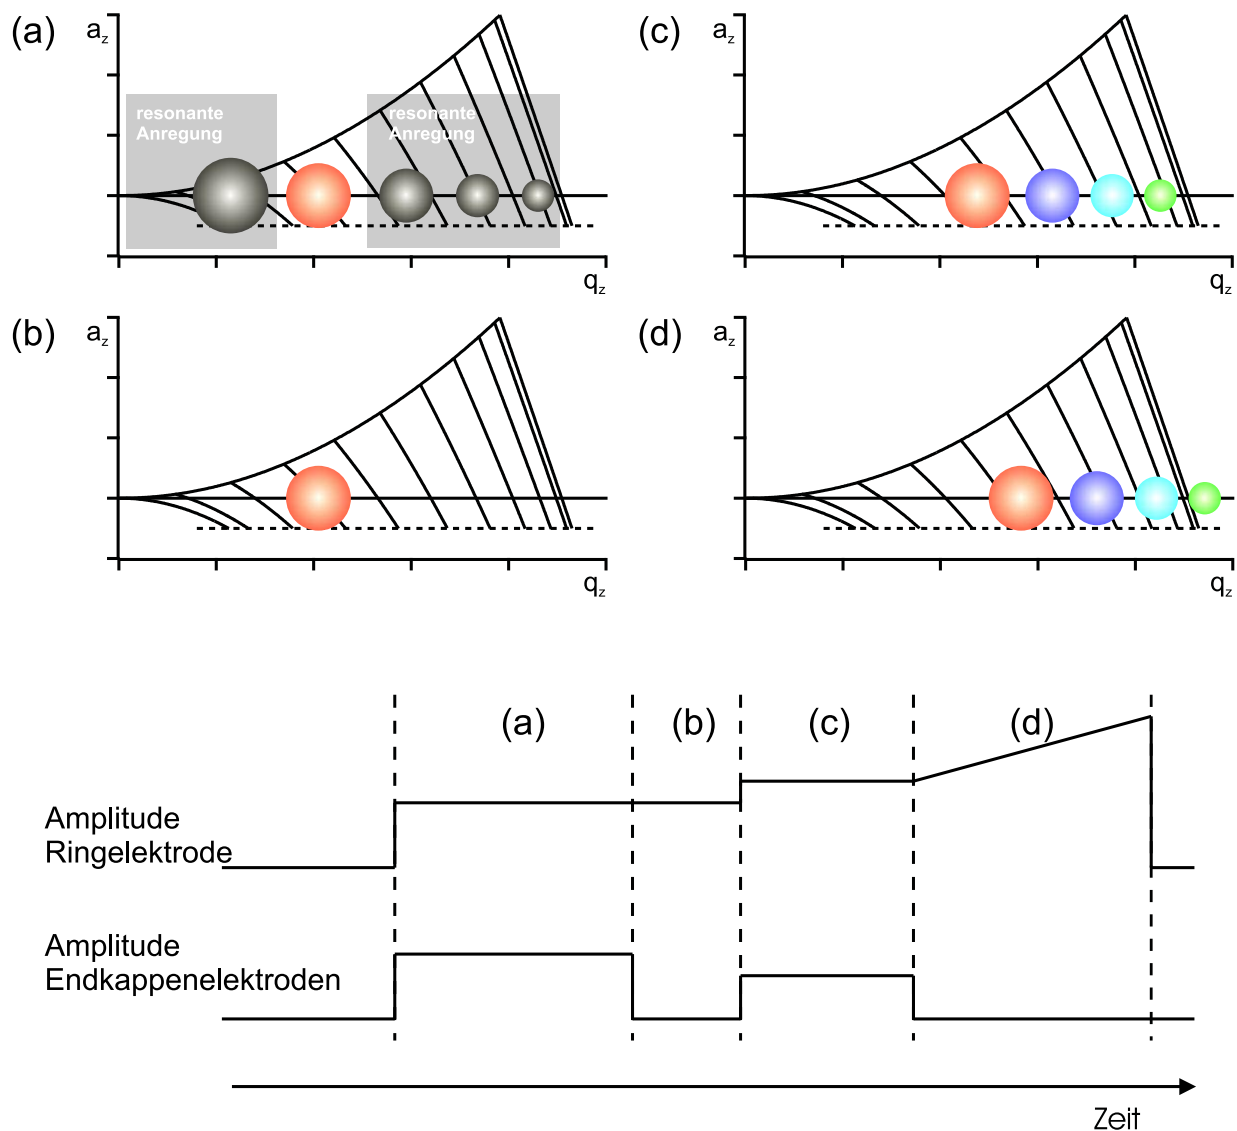 (a)
a_z
resonante
Anregung
resonante
Anregung
q_z
(c)
a_z
q_z
(b)
a_z
q_z
(d)
a_z
q_z
(a) (b) (c) (d)
Amplitude
Ringelektrode
Amplitude
Endkappenelektroden
Zeit